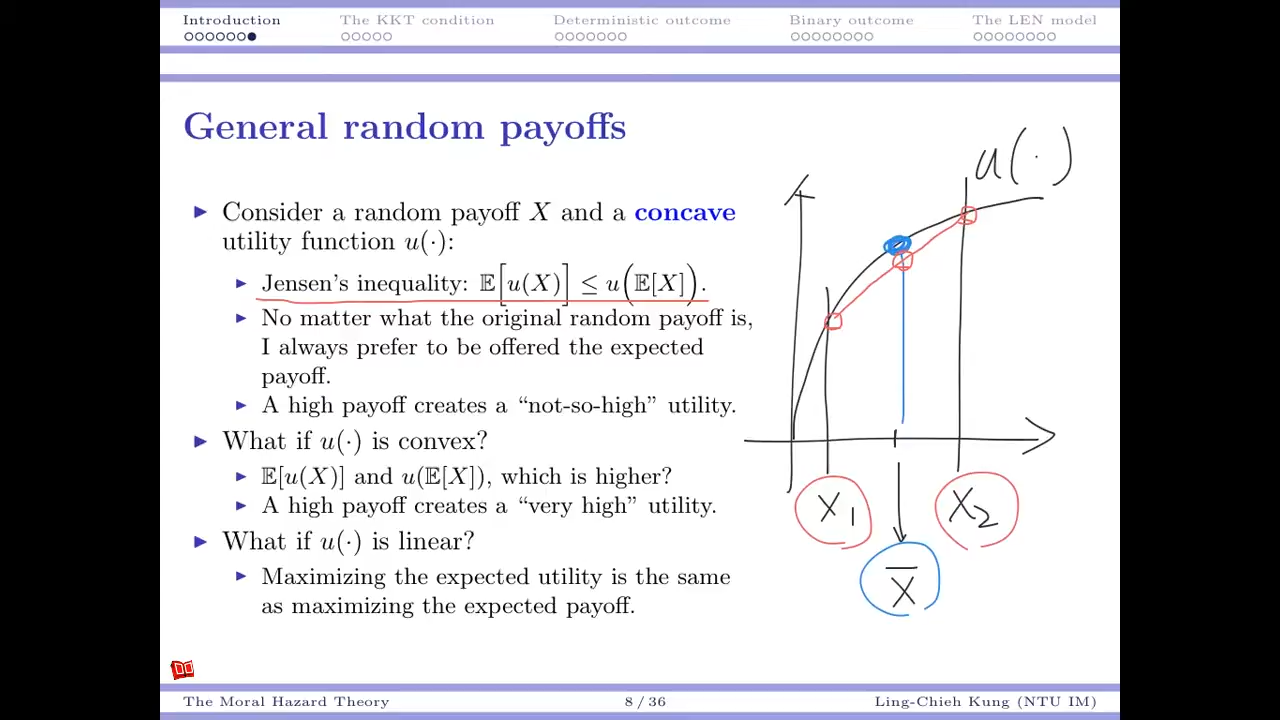 Introduction The KKT condition Deterministic outcome Binary outcome The LEN model
General random payoffs
u(·)
Consider a random payoff X and a concave
utility function u(·):
Jensen's inequality: 𝔼[u(X)] ≤ u(𝔼[X]).
No matter what the original random payoff is,
I always prefer to be offered the expected
payoff.
A high payoff creates a “not-so-high” utility.
What if u(·) is convex?
𝔼[u(X)] and u(𝔼[X]), which is higher?
A high payoff creates a “very high” utility.
What if u(·) is linear?
Maximizing the expected utility is the same
as maximizing the expected payoff.
X₁ X₂
X̅
The Moral Hazard Theory 8 / 36 Ling-Chieh Kung (NTU IM)